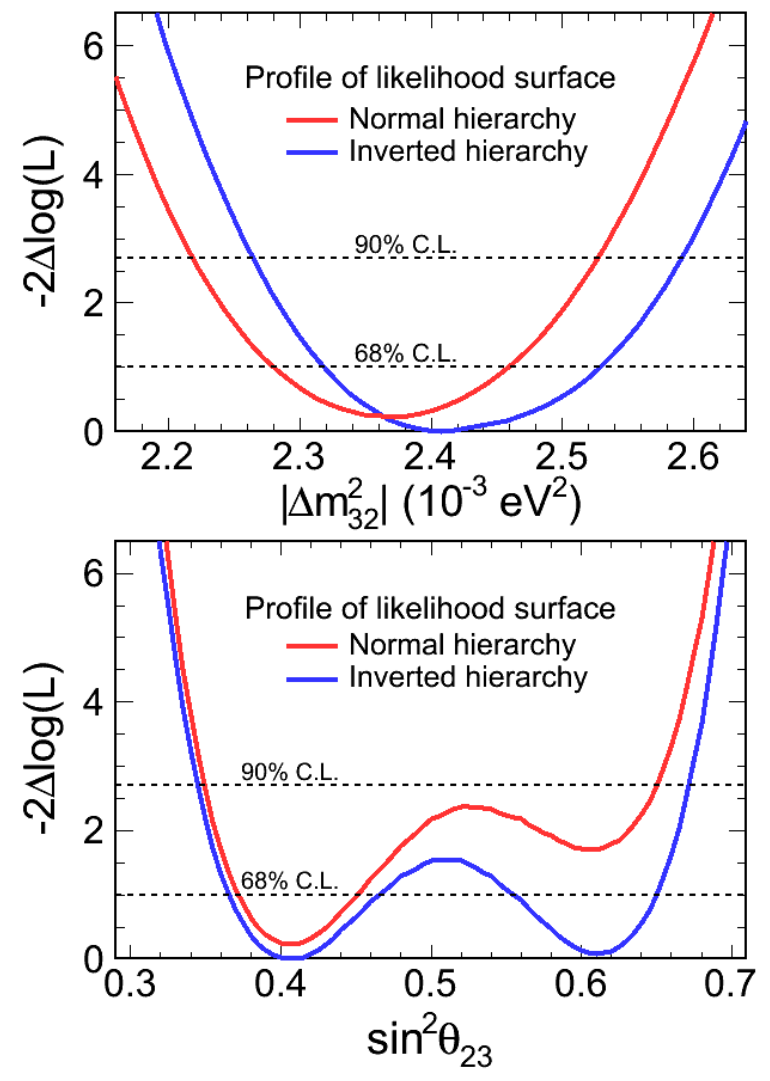 6
4
2
0
-2Δlog(L)
Profile of likelihood surface
Normal hierarchy
Inverted hierarchy
90% C.L.
68% C.L.
2.2 2.3 2.4 2.5 2.6
|Δm²₃₂| (10⁻³ eV²)
6
4
2
0
-2Δlog(L)
Profile of likelihood surface
Normal hierarchy
Inverted hierarchy
90% C.L.
68% C.L.
0.3 0.4 0.5 0.6 0.7
sin²θ₂₃